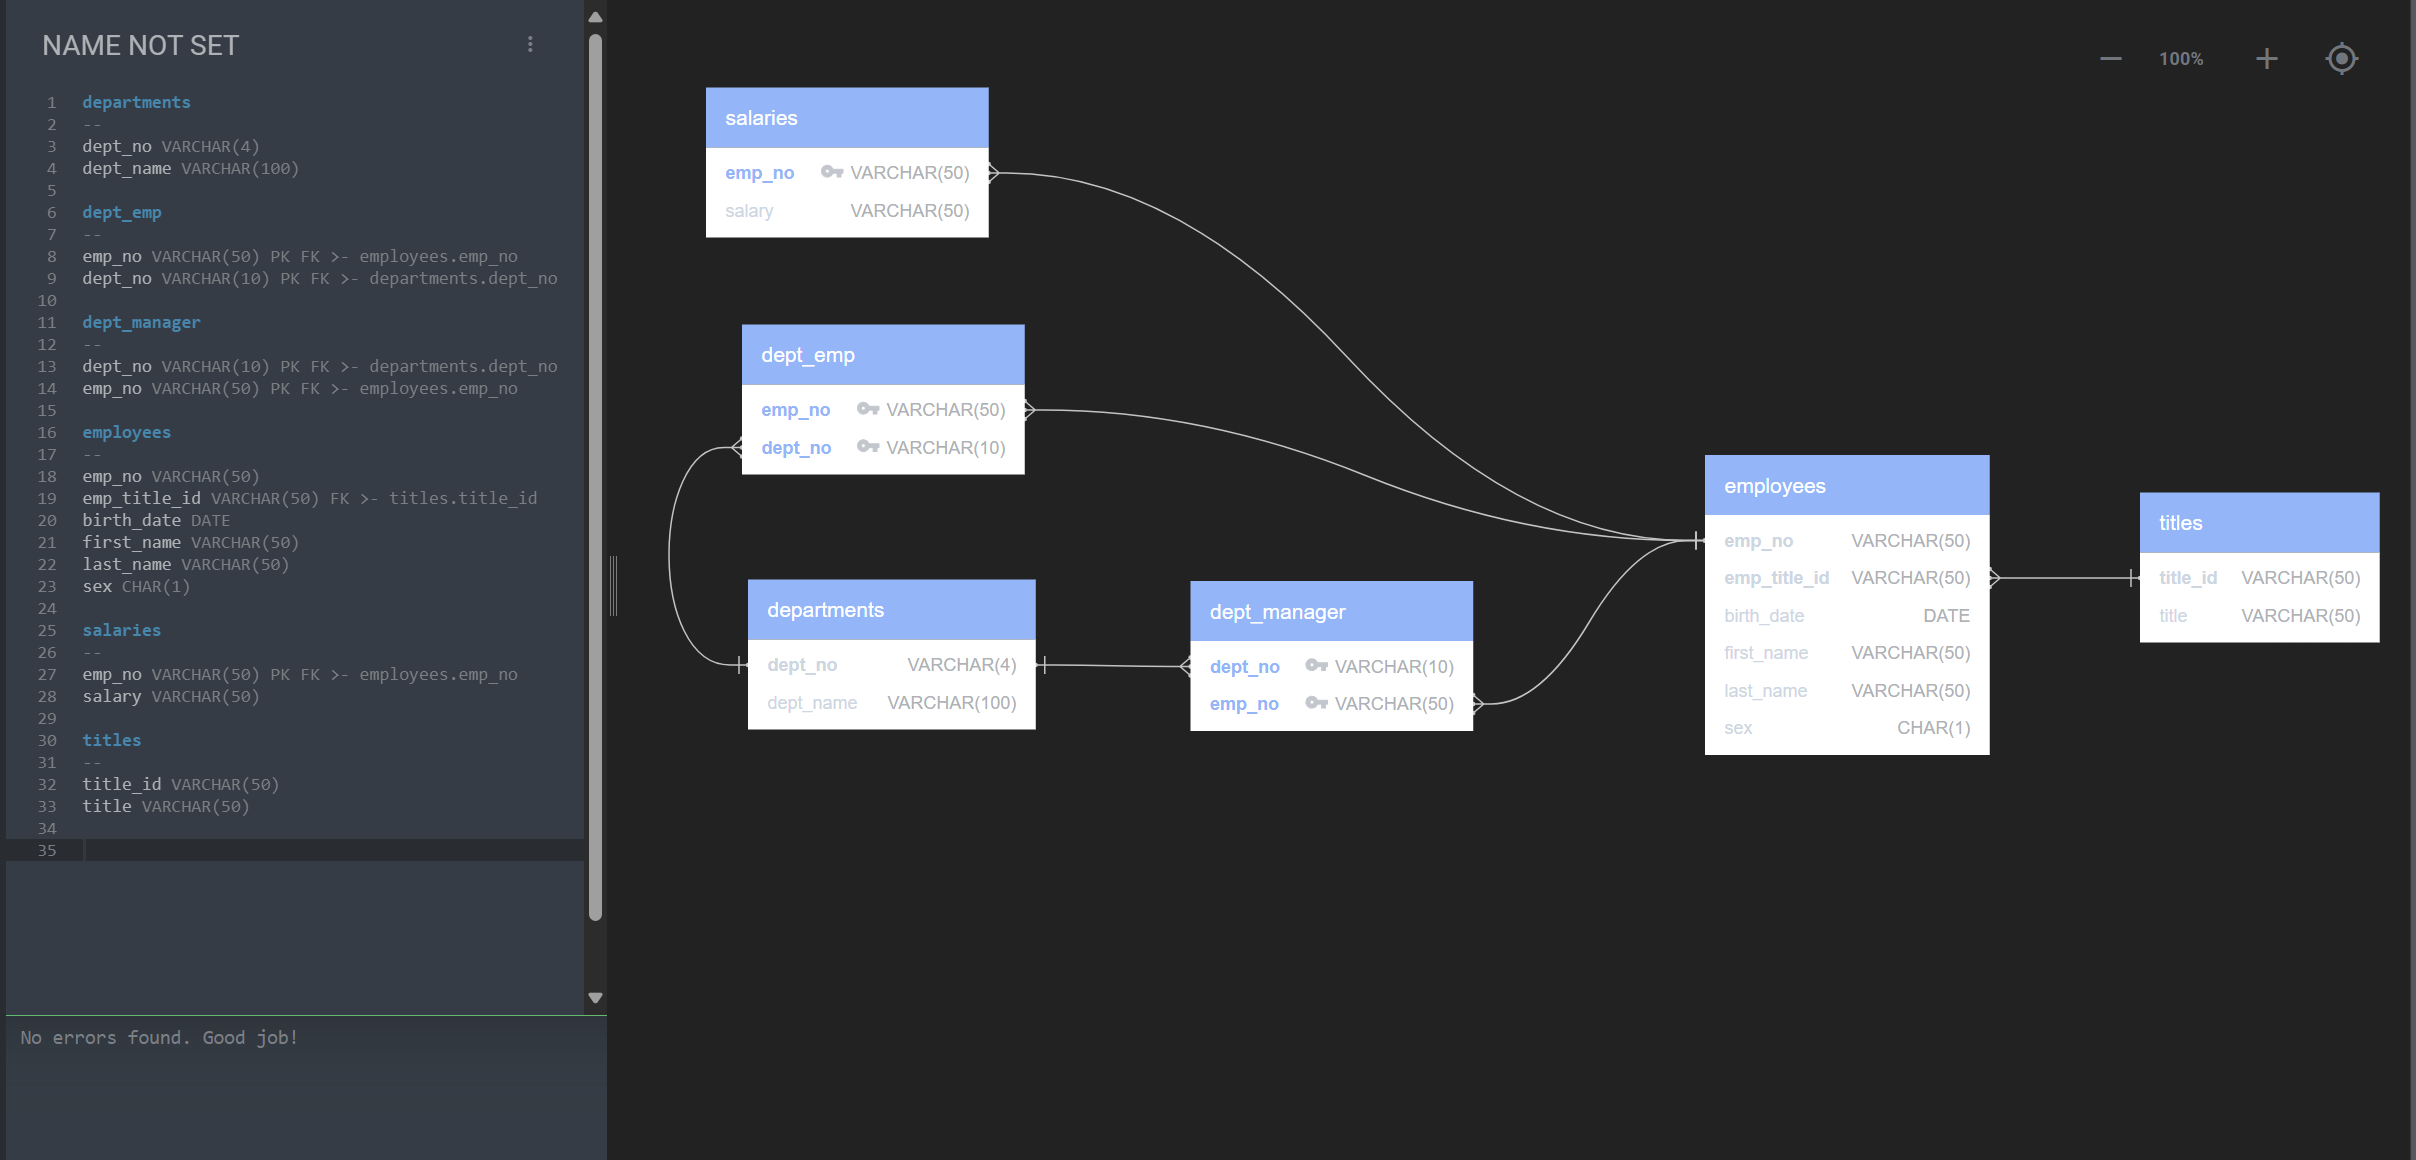 NAME NOT SET
1 departments
2 --
3 dept_no VARCHAR(4)
4 dept_name VARCHAR(100)
5
6 dept_emp
7 --
8 emp_no VARCHAR(50) PK FK >- employees.emp_no
9 dept_no VARCHAR(10) PK FK >- departments.dept_no
10
11 dept_manager
12 --
13 dept_no VARCHAR(10) PK FK >- departments.dept_no
14 emp_no VARCHAR(50) PK FK >- employees.emp_no
15
16 employees
17 --
18 emp_no VARCHAR(50)
19 emp_title_id VARCHAR(50) FK >- titles.title_id
20 birth_date DATE
21 first_name VARCHAR(50)
22 last_name VARCHAR(50)
23 sex CHAR(1)
24
25 salaries
26 --
27 emp_no VARCHAR(50) PK FK >- employees.emp_no
28 salary VARCHAR(50)
29
30 titles
31 --
32 title_id VARCHAR(50)
33 title VARCHAR(50)
34
35
No errors found. Good job!
100%
salaries
emp_no VARCHAR(50)
salary VARCHAR(50)
dept_emp
emp_no VARCHAR(50)
dept_no VARCHAR(10)
departments
dept_no VARCHAR(4)
dept_name VARCHAR(100)
dept_manager
dept_no VARCHAR(10)
emp_no VARCHAR(50)
employees
emp_no VARCHAR(50)
emp_title_id VARCHAR(50)
birth_date DATE
first_name VARCHAR(50)
last_name VARCHAR(50)
sex CHAR(1)
titles
title_id VARCHAR(50)
title VARCHAR(50)